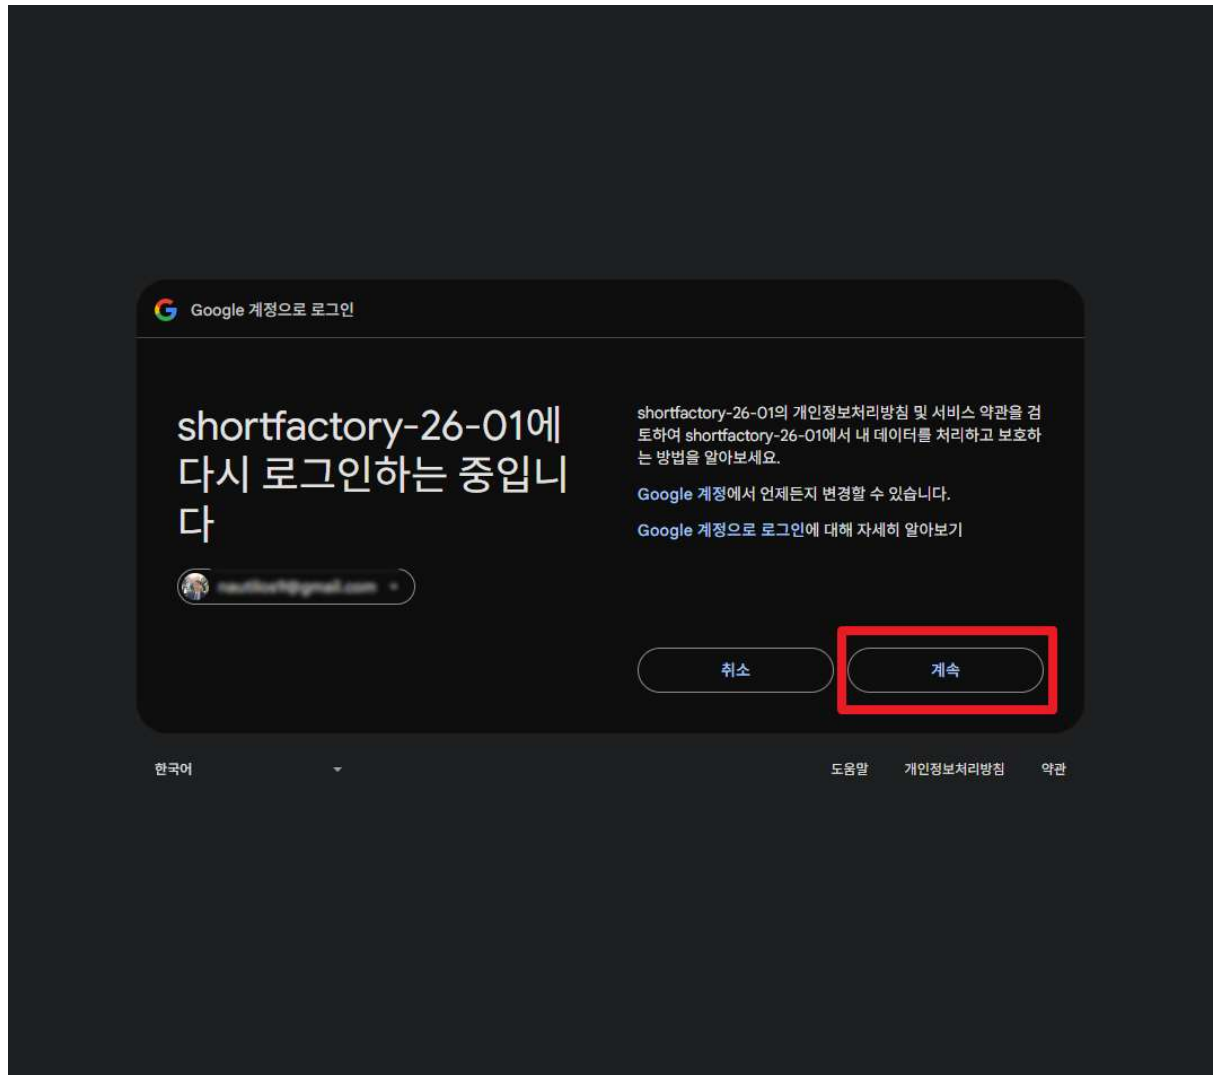 Google 계정으로 로그인
shortfactory-26-01에
다시 로그인하는 중입니
다
shortfactory-26-01의 개인정보처리방침 및 서비스 약관을 검
토하여 shortfactory-26-01에서 내 데이터를 처리하고 보호하
는 방법을 알아보세요.
Google 계정에서 언제든지 변경할 수 있습니다.
Google 계정으로 로그인에 대해 자세히 알아보기
취소
계속
한국어
도움말
개인정보처리방침
약관